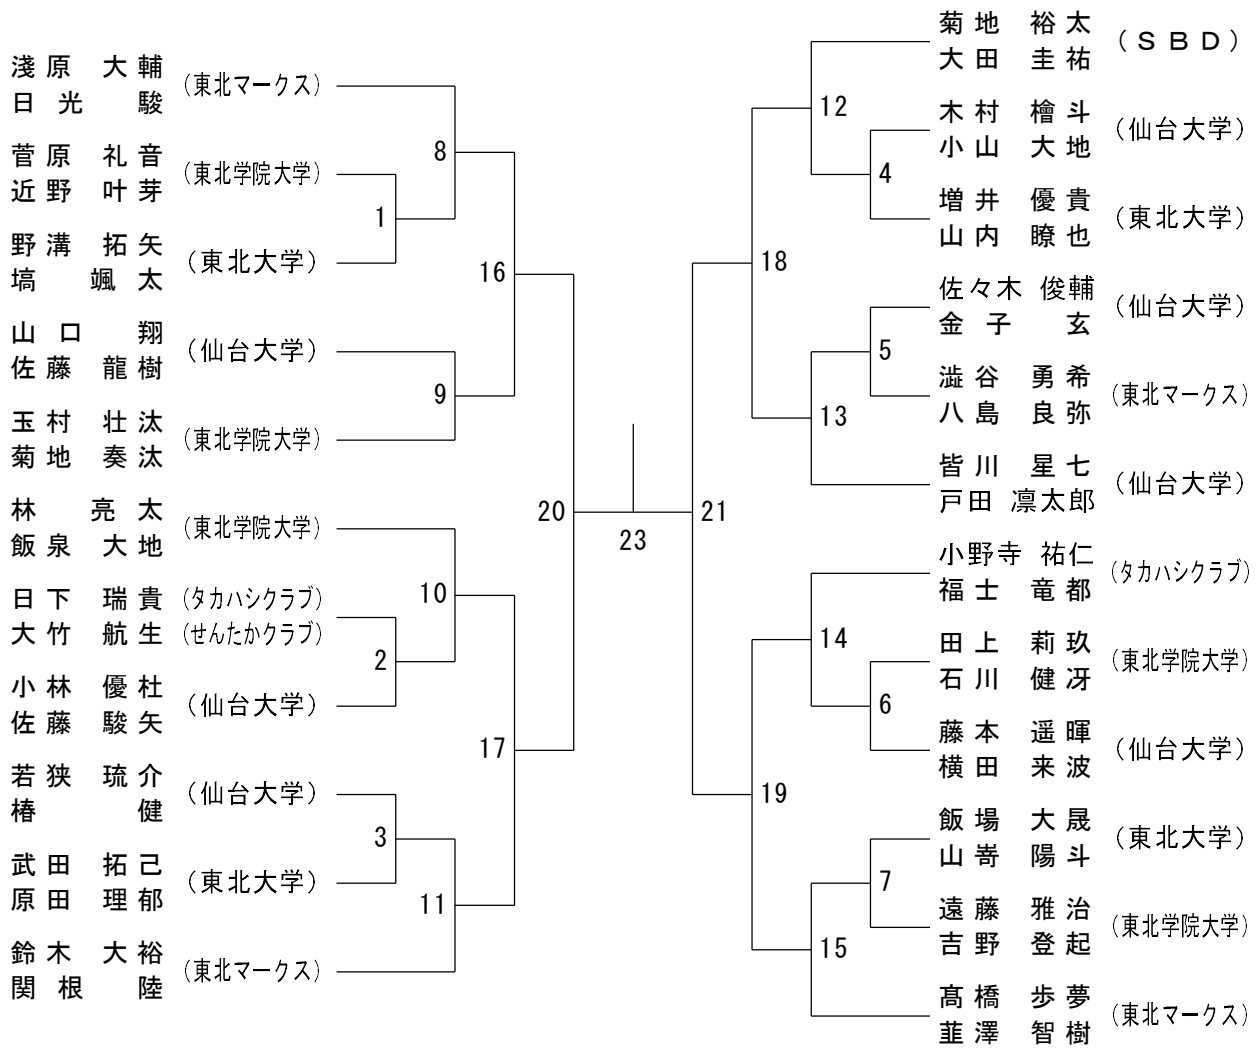 淺原 大輔
日光 駿
(東北マークス)
菅原 礼音
近野 叶芽
(東北学院大学)
野溝 拓矢
塙 颯太
(東北大学)
山口 翔
佐藤 龍樹
(仙台大学)
玉村 壮汰
菊地 奏汰
(東北学院大学)
林 亮太
飯泉 大地
(東北学院大学)
日下 瑞貴 (タカハシクラブ)
大竹 航生 (せんたかクラブ)
小林 優杜
佐藤 駿矢
(仙台大学)
若狭 琉介
椿 健
(仙台大学)
武田 拓己
原田 理郁
(東北大学)
鈴木 大裕
関根 陸
(東北マークス)
1
2
3
8
9
10
11
16
17
20
23
21
18
19
12
13
14
15
4
5
6
7
菊地 裕太
大田 圭祐
(SBD)
木村 檜斗
小山 大地
(仙台大学)
増井 優貴
山内 瞭也
(東北大学)
佐々木 俊輔
金子 玄
(仙台大学)
澁谷 勇希
八島 良弥
(東北マークス)
皆川 星七
戸田 凛太郎
(仙台大学)
小野寺 祐仁
福士 竜都
(タカハシクラブ)
田上 莉玖
石川 健冴
(東北学院大学)
藤本 遥暉
横田 来波
(仙台大学)
飯場 大晟
山嵜 陽斗
(東北大学)
遠藤 雅治
吉野 登起
(東北学院大学)
髙橋 歩夢
韮澤 智樹
(東北マークス)